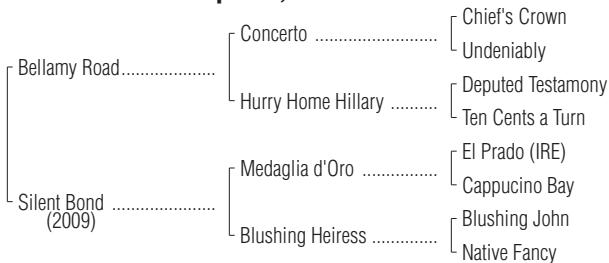 Chief's Crown
Concerto ......................
Undeniably
Bellamy Road....................
Deputed Testamony
Hurry Home Hillary ..........
Ten Cents a Turn
El Prado (IRE)
Medaglia d'Oro ................
Cappucino Bay
Silent Bond ......................
(2009)
Blushing John
Blushing Heiress ..............
Native Fancy